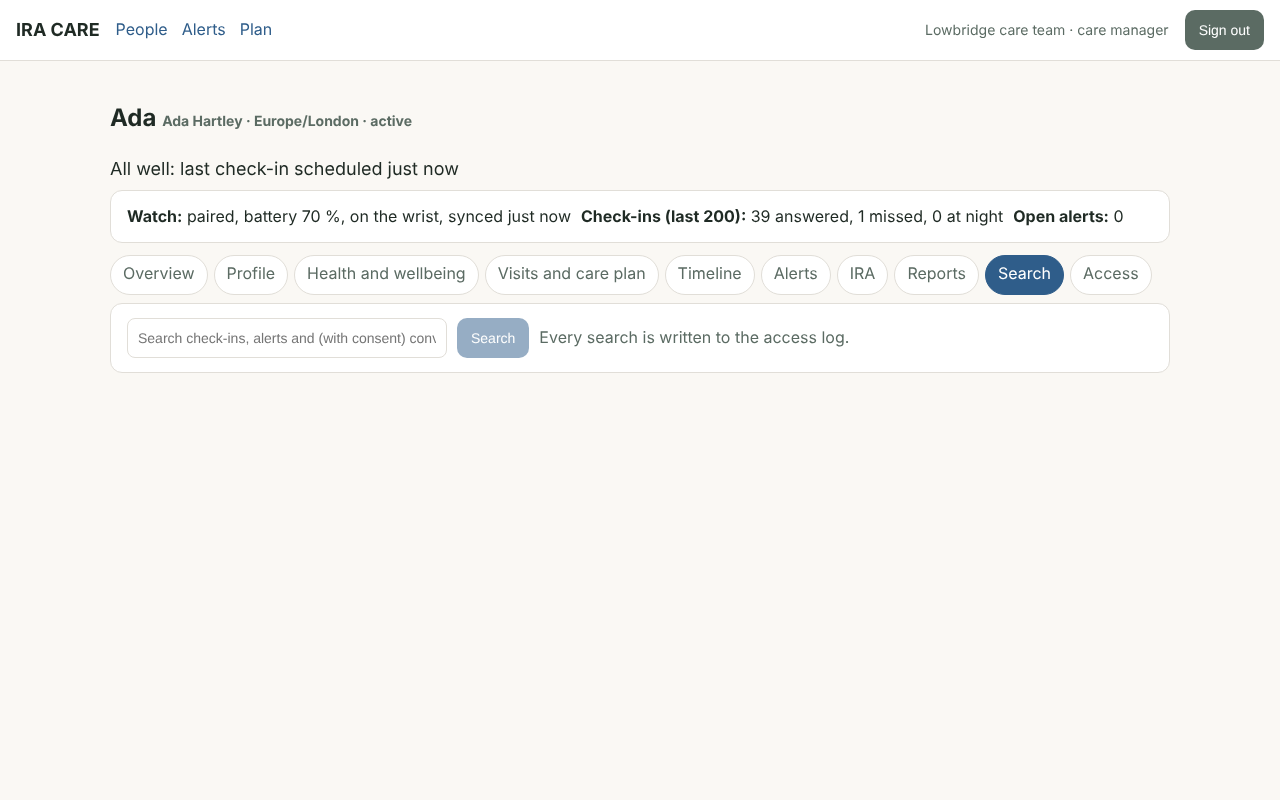 IRA CARE People Alerts Plan Lowbridge care team · care manager Sign out
Ada Ada Hartley · Europe/London · active
All well: last check-in scheduled just now
Watch: paired, battery 70 %, on the wrist, synced just now Check-ins (last 200): 39 answered, 1 missed, 0 at night Open alerts: 0
Overview Profile Health and wellbeing Visits and care plan Timeline Alerts IRA Reports Search Access
Search check-ins, alerts and (with consent) Search Every search is written to the access log.